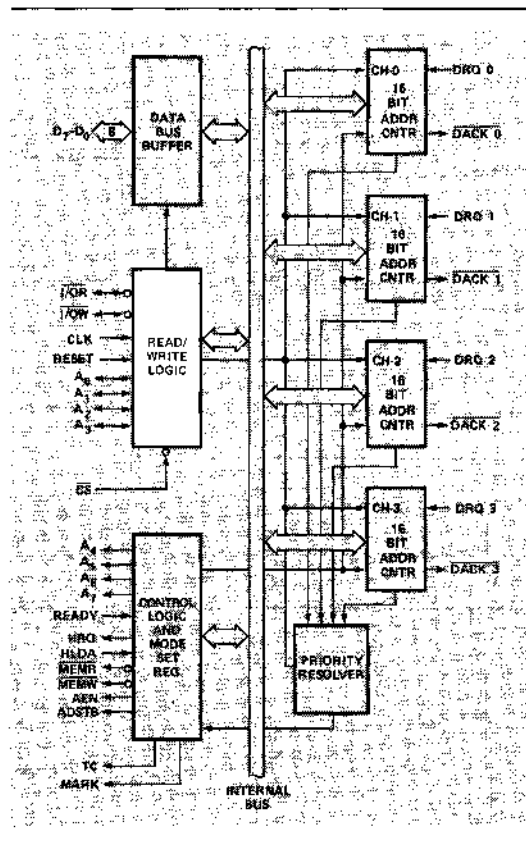 D7-D0
8
DATA
BUS
BUFFER
I/OR
I/OW
CLK
RESET
A0
A1
A2
A3
CS
READ/
WRITE
LOGIC
A4
A5
A6
A7
READY
HRQ
HLDA
MEMR
MEMW
AEN
ADSTB
TC
MARK
CONTROL
LOGIC
AND
MODE
SET
REG.
INTERNAL
BUS
CH-0
16
BIT
ADDR
CNTR
DRQ 0
DACK 0
CH-1
16
BIT
ADDR
CNTR
DRQ 1
DACK 1
CH-2
16
BIT
ADDR
CNTR
DRQ 2
DACK 2
CH-3
16
BIT
ADDR
CNTR
DRQ 3
DACK 3
PRIORITY
RESOLVER